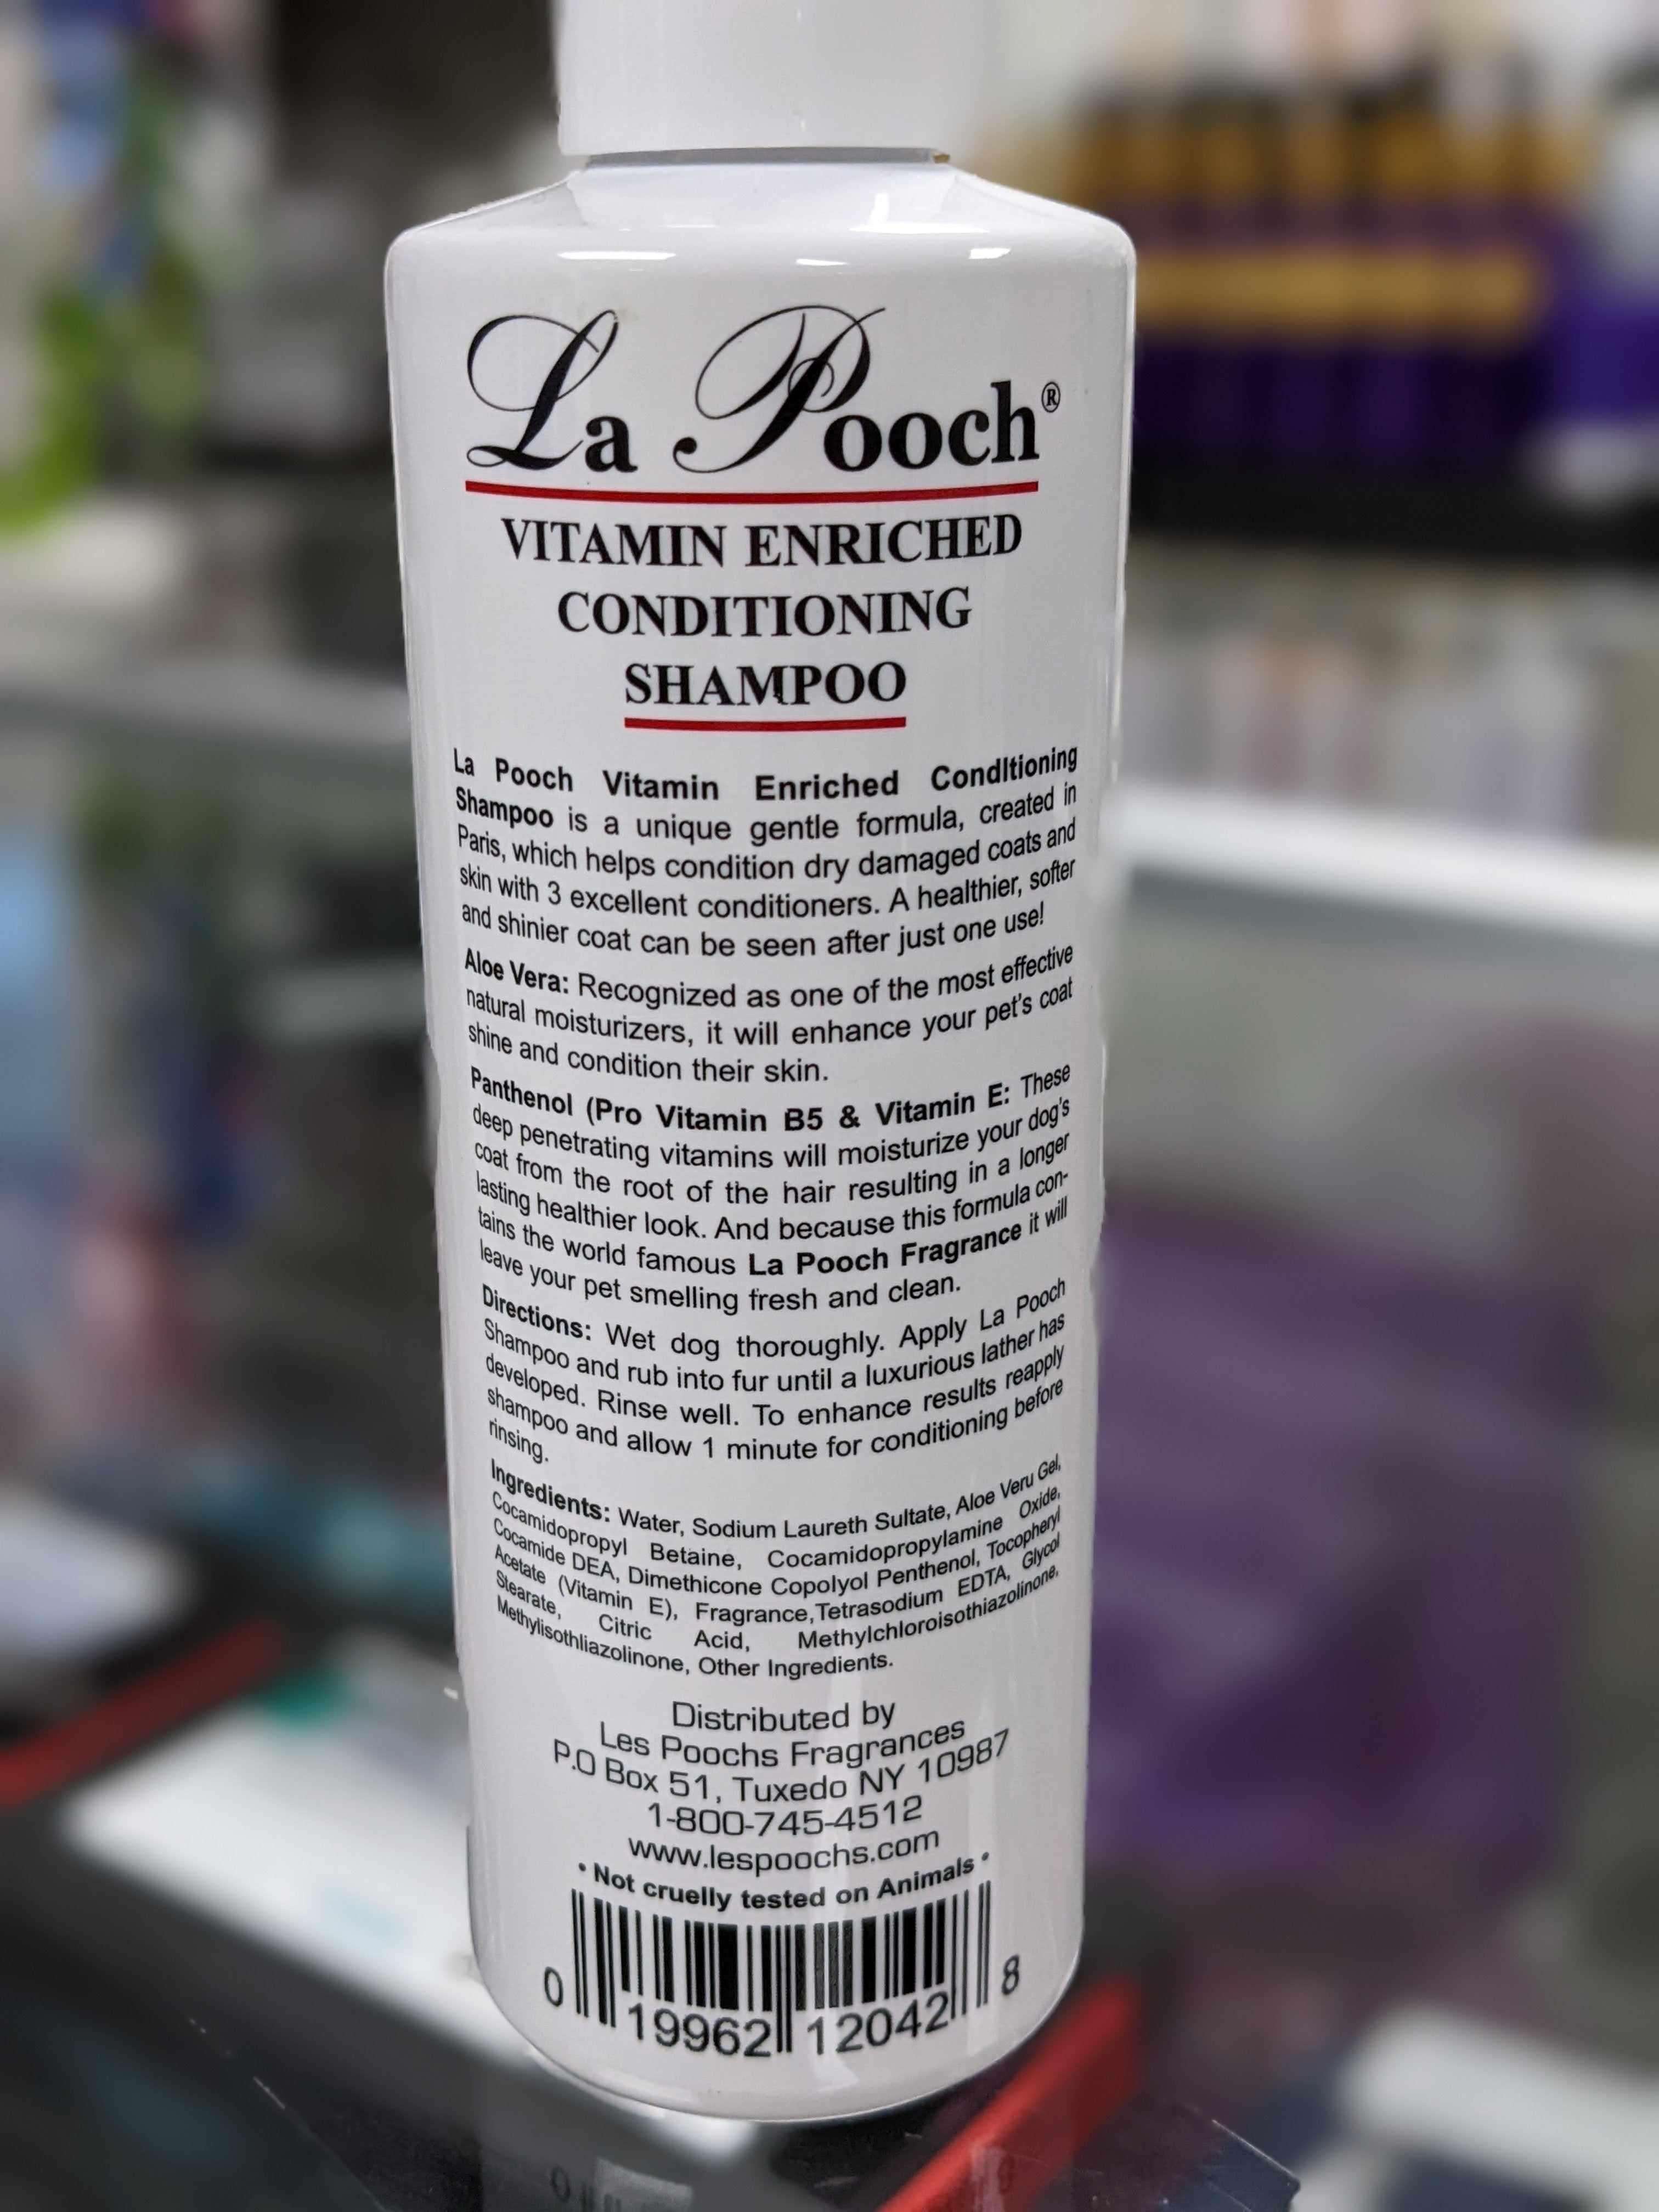 La Pooch®
VITAMIN ENRICHED
CONDITIONING
SHAMPOO
La Pooch Vitamin Enriched CondItioning
Shampoo is a unique gentle formula, created in
Paris, which helps condition dry damaged coats and
skin with 3 excellent conditioners. A healthier, softer
and shinier coat can be seen after just one use!
Aloe Vera: Recognized as one of the most effective
natural moisturizers, it will enhance your pet's coat
shine and condition their skin.
Panthenol (Pro Vitamin B5 & Vitamin E: These
deep penetrating vitamins will moisturize your dog's
coat from the root of the hair resulting in a longer
lasting healthier look. And because this formula con-
tains the world famous La Pooch Fragrance it will
leave your pet smelling fresh and clean.
Directions: Wet dog thoroughly. Apply La Pooch
Shampoo and rub into fur until a luxurious lather has
developed. Rinse well. To enhance results reapply
shampoo and allow 1 minute for conditioning before
rinsing.
Ingredients: Water, Sodium Laureth Sultate, Aloe Veru Gel,
Cocamidopropyl Betaine, Cocamidopropylamine Oxide,
Cocamide DEA, Dimethicone Copolyol Penthenol, Tocopheryl
Acetate (Vitamin E), Fragrance,Tetrasodium EDTA, Glycol
Stearate, Citric Acid, Methylchloroisothiazolinone,
Methylisothliazolinone, Other Ingredients.
Distributed by
Les Poochs Fragrances
P.O Box 51, Tuxedo NY 10987
1-800-745-4512
www.lespoochs.com
• Not cruelly tested on Animals •
0 19962 12042 8